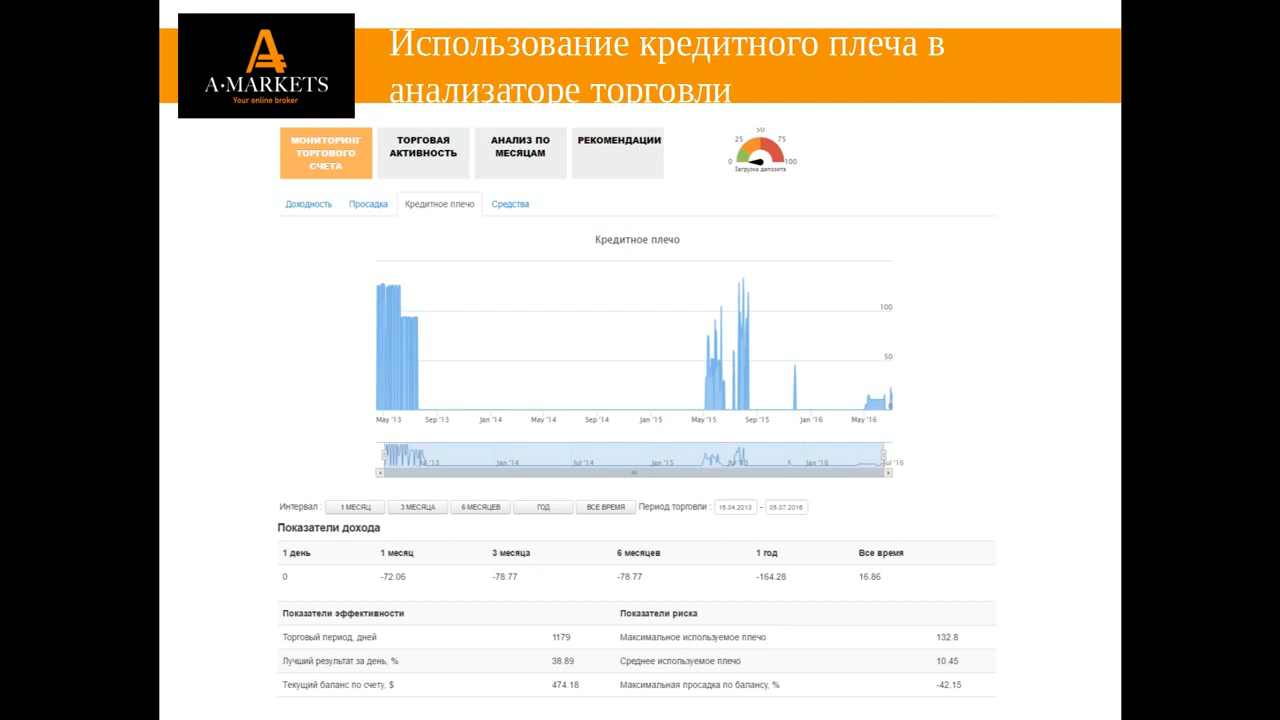 Использование кредитного плеча в
анализаторе торговли
A·MARKETS
Your online broker
МОНИТОРИНГ
ТОРГОВОГО
СЧЕТА
ТОРГОВАЯ
АКТИВНОСТЬ
АНАЛИЗ ПО
МЕСЯЦАМ
РЕКОМЕНДАЦИИ
0 25 50 75 100
Загрузка депозита
Доходность Просадка Кредитное плечо Средства
Кредитное плечо
100
50
0
May '13 Sep '13 Jan '14 May '14 Sep '14 Jan '15 May '15 Sep '15 Jan '16 May '16
Jul '13 Jan '14 Jul '14 Jan '15 Jul '15 Jan '16 Jul '16
Интервал : 1 МЕСЯЦ 3 МЕСЯЦА 6 МЕСЯЦЕВ ГОД ВСЕ ВРЕМЯ Период торговли : 15.04.2013 - 05.07.2016
Показатели дохода
1 день 1 месяц 3 месяца 6 месяцев 1 год Все время
0 -72.06 -78.77 -78.77 -164.28 16.86
Показатели эффективности Показатели риска
Торговый период, дней 1179 Максимальное используемое плечо 132.8
Лучший результат за день, % 38.89 Среднее используемое плечо 10.45
Текущий баланс по счету, $ 474.18 Максимальная просадка по балансу, % -42.15